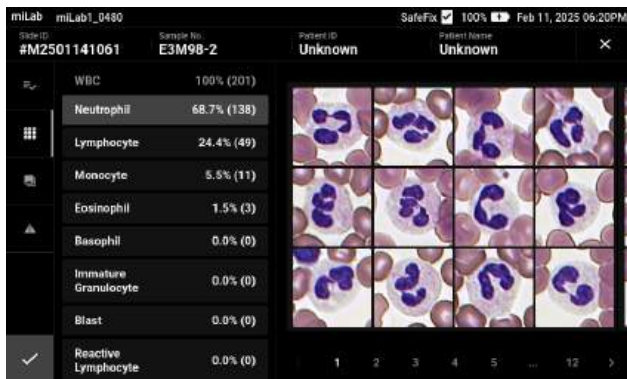 miLab miLab1_0480 SafeFix 100% Feb 11, 2025 06:20PM
Slide ID Sample No. Patient ID Patient Name
#M2501141061 E3M98-2 Unknown Unknown
WBC 100% (201)
Neutrophil 68.7% (138)
Lymphocyte 24.4% (49)
Monocyte 5.5% (11)
Eosinophil 1.5% (3)
Basophil 0.0% (0)
Immature
Granulocyte 0.0% (0)
Blast 0.0% (0)
Reactive
Lymphocyte 0.0% (0)
1 2 3 4 5 ... 12 >